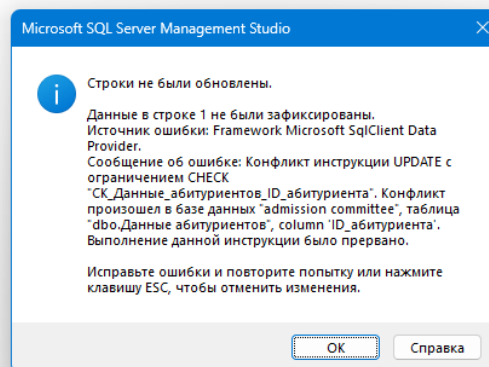 Microsoft SQL Server Management Studio
Строки не были обновлены.
Данные в строке 1 не были зафиксированы.
Источник ошибки: Framework Microsoft SqlClient Data
Provider.
Сообщение об ошибке: Конфликт инструкции UPDATE с
ограничением CHECK
"СК_Данные_абитуриентов_ID_абитуриента". Конфликт
произошел в базе данных "admission committee", таблица
"dbo.Данные абитуриентов", column 'ID_абитуриента'.
Выполнение данной инструкции было прервано.
Исправьте ошибки и повторите попытку или нажмите
клавишу ESC, чтобы отменить изменения.
ОК
Справка